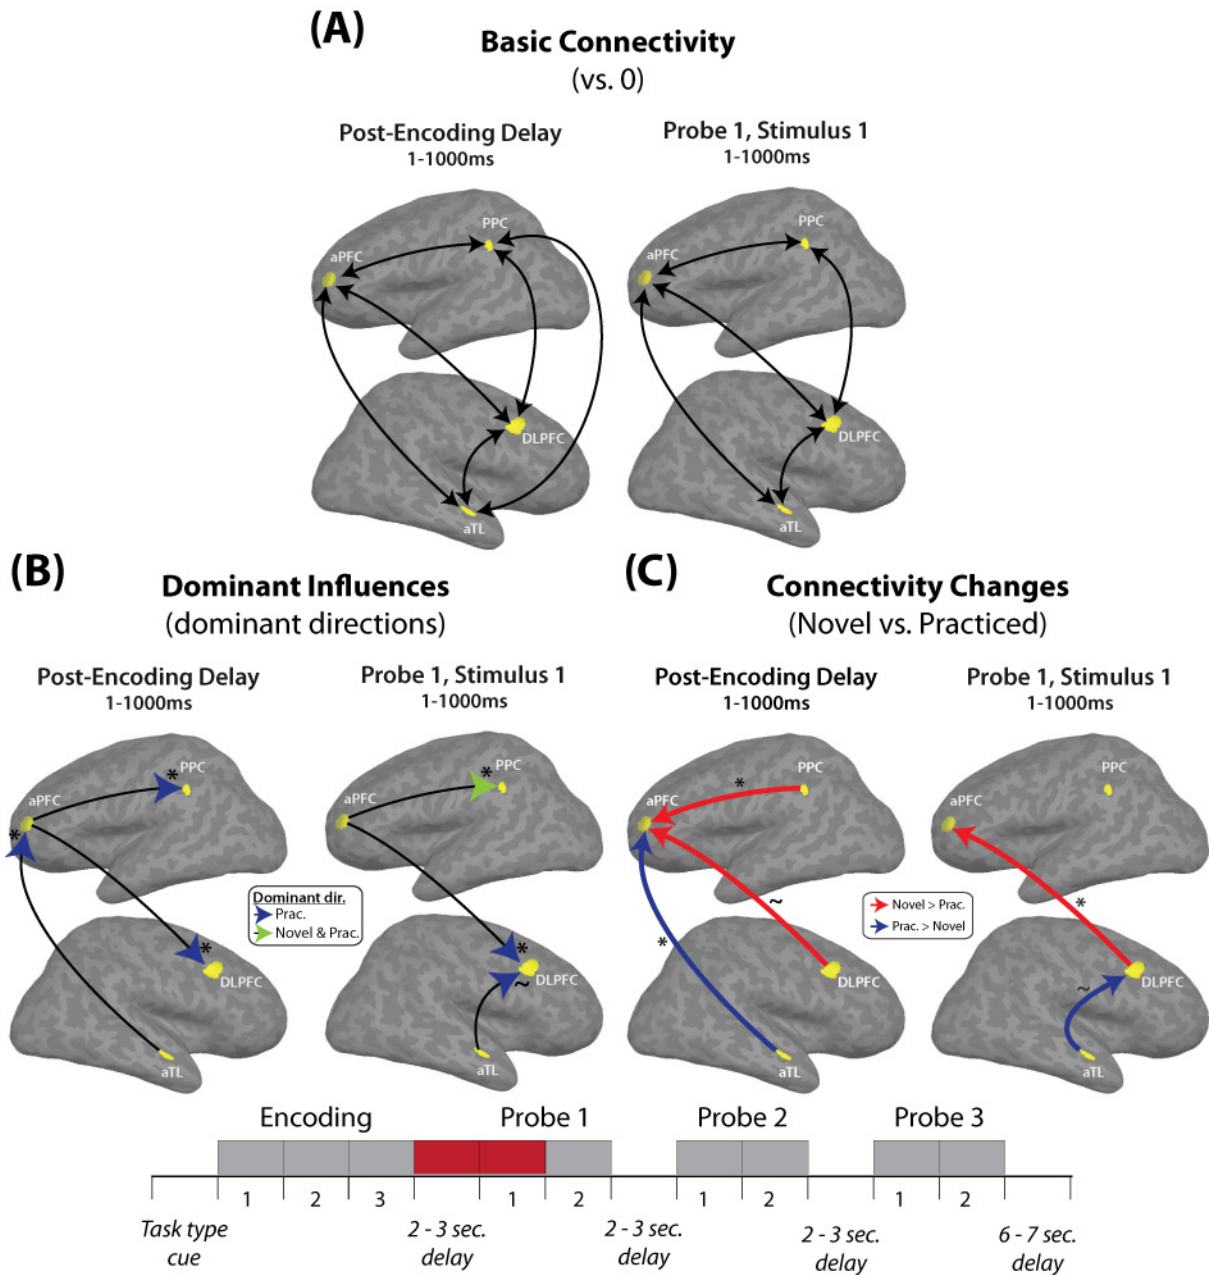 (A)
Basic Connectivity
(vs. 0)
Post-Encoding Delay
1-1000ms
Probe 1, Stimulus 1
1-1000ms
PPC
aPFC
DLPFC
aTL
PPC
aPFC
DLPFC
aTL
(B)
Dominant Influences
(dominant directions)
Post-Encoding Delay
1-1000ms
Probe 1, Stimulus 1
1-1000ms
* PPC
aPFC
*
* DLPFC
aTL
* PPC
aPFC
*
~ DLPFC
aTL
Dominant dir.
Prac.
Novel & Prac.
(C)
Connectivity Changes
(Novel vs. Practiced)
Post-Encoding Delay
1-1000ms
Probe 1, Stimulus 1
1-1000ms
PPC
*
aPFC
~
*
DLPFC
aTL
PPC
aPFC
*
~
DLPFC
aTL
Novel > Prac.
Prac. > Novel
Encoding
Probe 1
Probe 2
Probe 3
1 2 3 1 2 1 2 1 2
Task type
cue
2 - 3 sec.
delay
2 - 3 sec.
delay
2 - 3 sec.
delay
6 - 7 sec.
delay